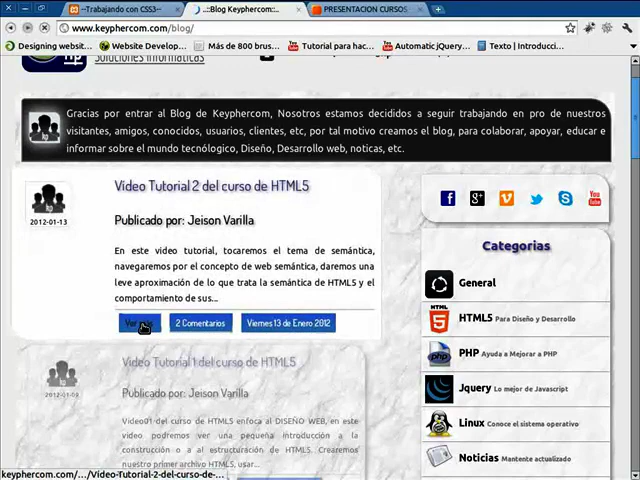 --Trabajando con CSS3--
..::Blog Keyphercom::..
PRESENTACION CURSOS
www.keyphercom.com/blog/
Designing websit...
Website Develop...
Más de 800 brus...
Tutorial para hac...
Automatic jQuery...
Texto | Introducci...
Soluciones informáticas
Gracias por entrar al Blog de Keyphercom, Nosotros estamos decididos a seguir trabajando en pro de nuestros
visitantes, amigos, conocidos, usuarios, clientes, etc, por tal motivo creamos el blog, para colaborar, apoyar, educar e
informar sobre el mundo tecnólogico, Diseño, Desarrollo web, noticas, etc.
Vídeo Tutorial 2 del curso de HTML5
2012-01-13
Publicado por: Jeison Varilla
En este video tutorial, tocaremos el tema de semántica,
navegaremos por el concepto de web semántica, daremos una
leve aproximación de lo que trata la semántica de HTML5 y el
comportamiento de sus...
2 Comentarios
Viernes 13 de Enero 2012
Vídeo Tutorial 1 del curso de HTML5
Publicado por: Jeison Varilla
Video01 del curso de HTML5 enfoca al DISEÑO WEB, en este
video podremos ver una pequeña introducción a la
construcción o a al estructuración de HTML5. Crearemos
nuestro primer archivo HTML5, usar...
Categorias
General
HTML5 Para Diseño y Desarrollo
PHP Ayuda a Mejorar a PHP
Jquery Lo mejor de Javascript
Linux Conoce el sistema operativo
Noticias Mantente actualizado
keyphercom.com/.../Vídeo-Tutorial-2-del-curso-de-...